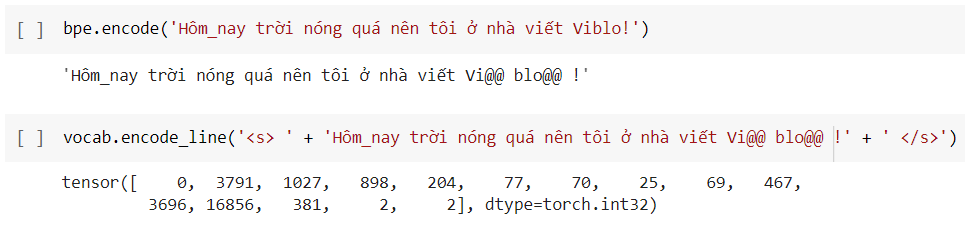 [ ] bpe.encode('Hôm_nay trời nóng quá nên tôi ở nhà viết Viblo!')
'Hôm_nay trời nóng quá nên tôi ở nhà viết Vi@@ blo@@ !'
[ ] vocab.encode_line('<s> ' + 'Hôm_nay trời nóng quá nên tôi ở nhà viết Vi@@ blo@@ !' + ' </s>')
tensor([ 0, 3791, 1027, 898, 204, 77, 70, 25, 69, 467,
3696, 16856, 381, 2, 2], dtype=torch.int32)